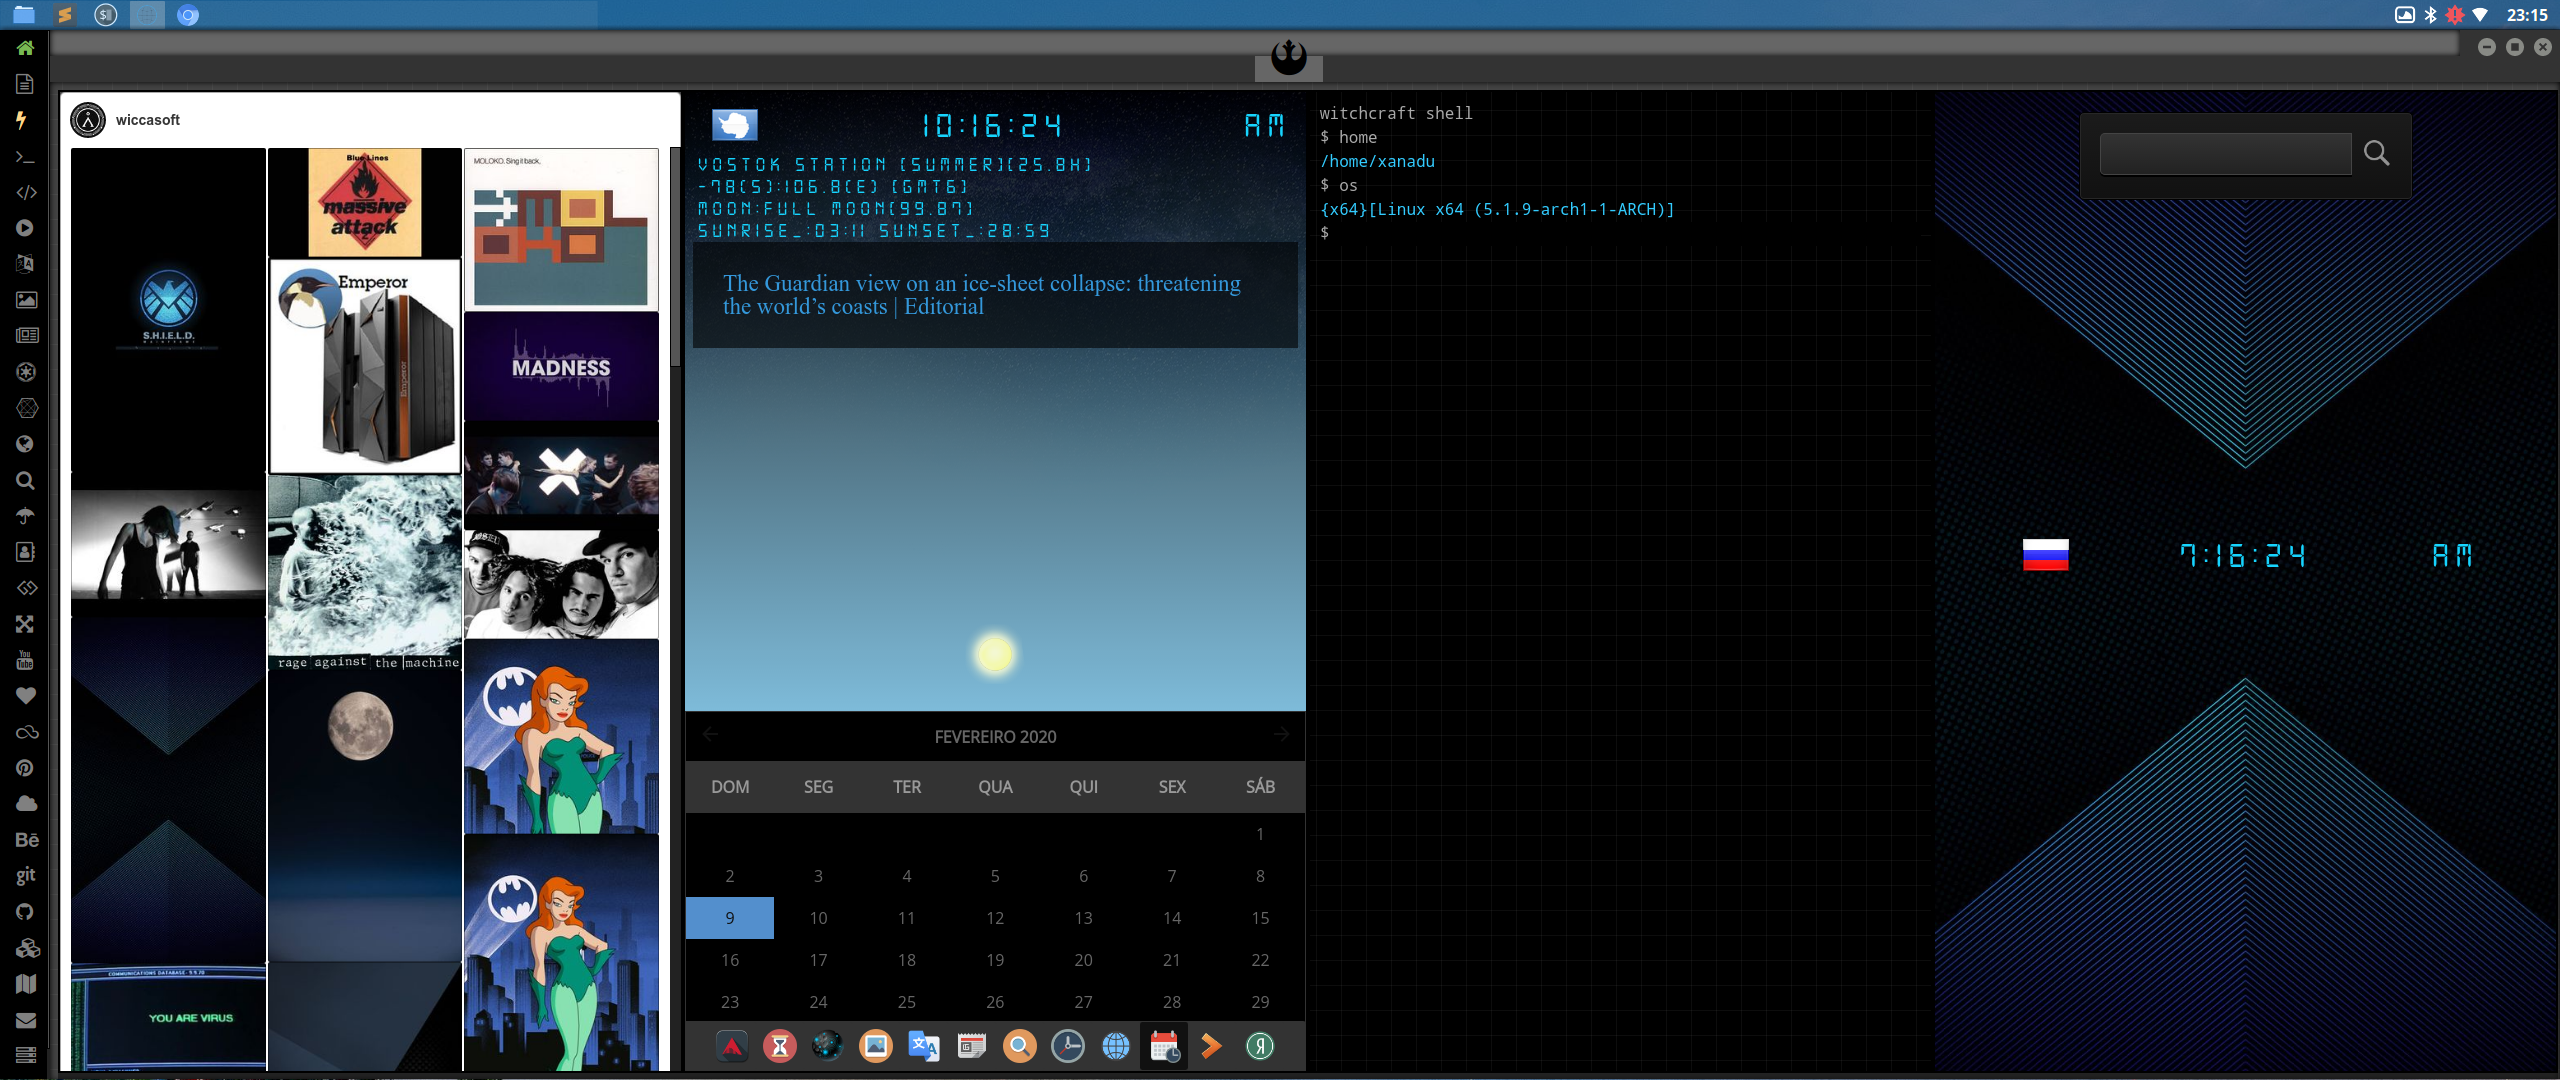 23:15
wiccasoft
S.H.I.E.L.D.
Blue Lines
massive
attack
Emperor
Emperor
rage against the machine
MOLOKO. Sing it back.
MADNESS
COMMUNICATIONS DATABASE
YOU ARE VIRUS
10:16:24 AM
VOSTOK STATION (SUMMER)(25.8H)
-78(S):106.8(E) (GMT6)
MOON:FULL MOON(99.87)
SUNRISE_:03:11 SUNSET_:28:59
The Guardian view on an ice-sheet collapse: threatening
the world’s coasts | Editorial
FEVEREIRO 2020
DOM SEG TER QUA QUI SEX SÁB
1
2 3 4 5 6 7 8
9 10 11 12 13 14 15
16 17 18 19 20 21 22
23 24 25 26 27 28 29
witchcraft shell
$ home
/home/xanadu
$ os
{x64}[Linux x64 (5.1.9-arch1-1-ARCH)]
$
7:16:24 AM
You
Tube
Bē
git